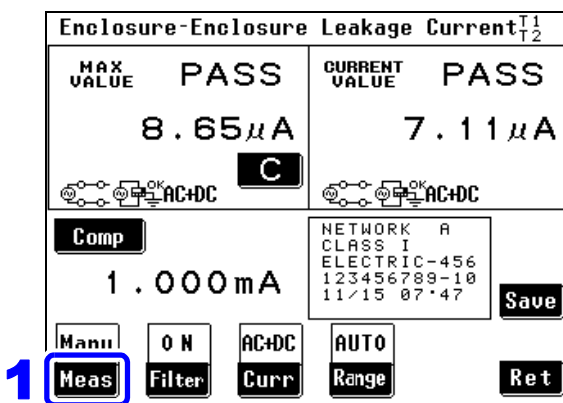 Enclosure-Enclosure Leakage Current T1 T2
MAX VALUE PASS
8.65μA
C
OK AC+DC
CURRENT VALUE PASS
7.11μA
OK AC+DC
Comp
1.000mA
NETWORK A
CLASS I
ELECTRIC-456
123456789-10
11/15 07:47
Save
Manu ON AC+DC AUTO
1 Meas Filter Curr Range Ret